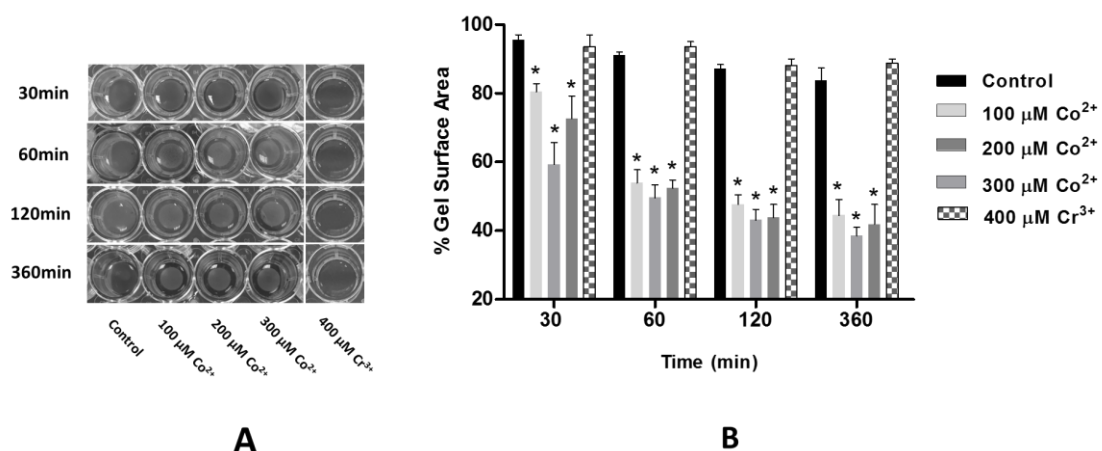 30min
60min
120min
360min
Control
100 μM Co²⁺
200 μM Co²⁺
300 μM Co²⁺
400 μM Cr³⁺
A
% Gel Surface Area
100
80
60
40
20
* * *
* * *
* * *
* * *
30 60 120 360
Time (min)
Control
100 μM Co²⁺
200 μM Co²⁺
300 μM Co²⁺
400 μM Cr³⁺
B